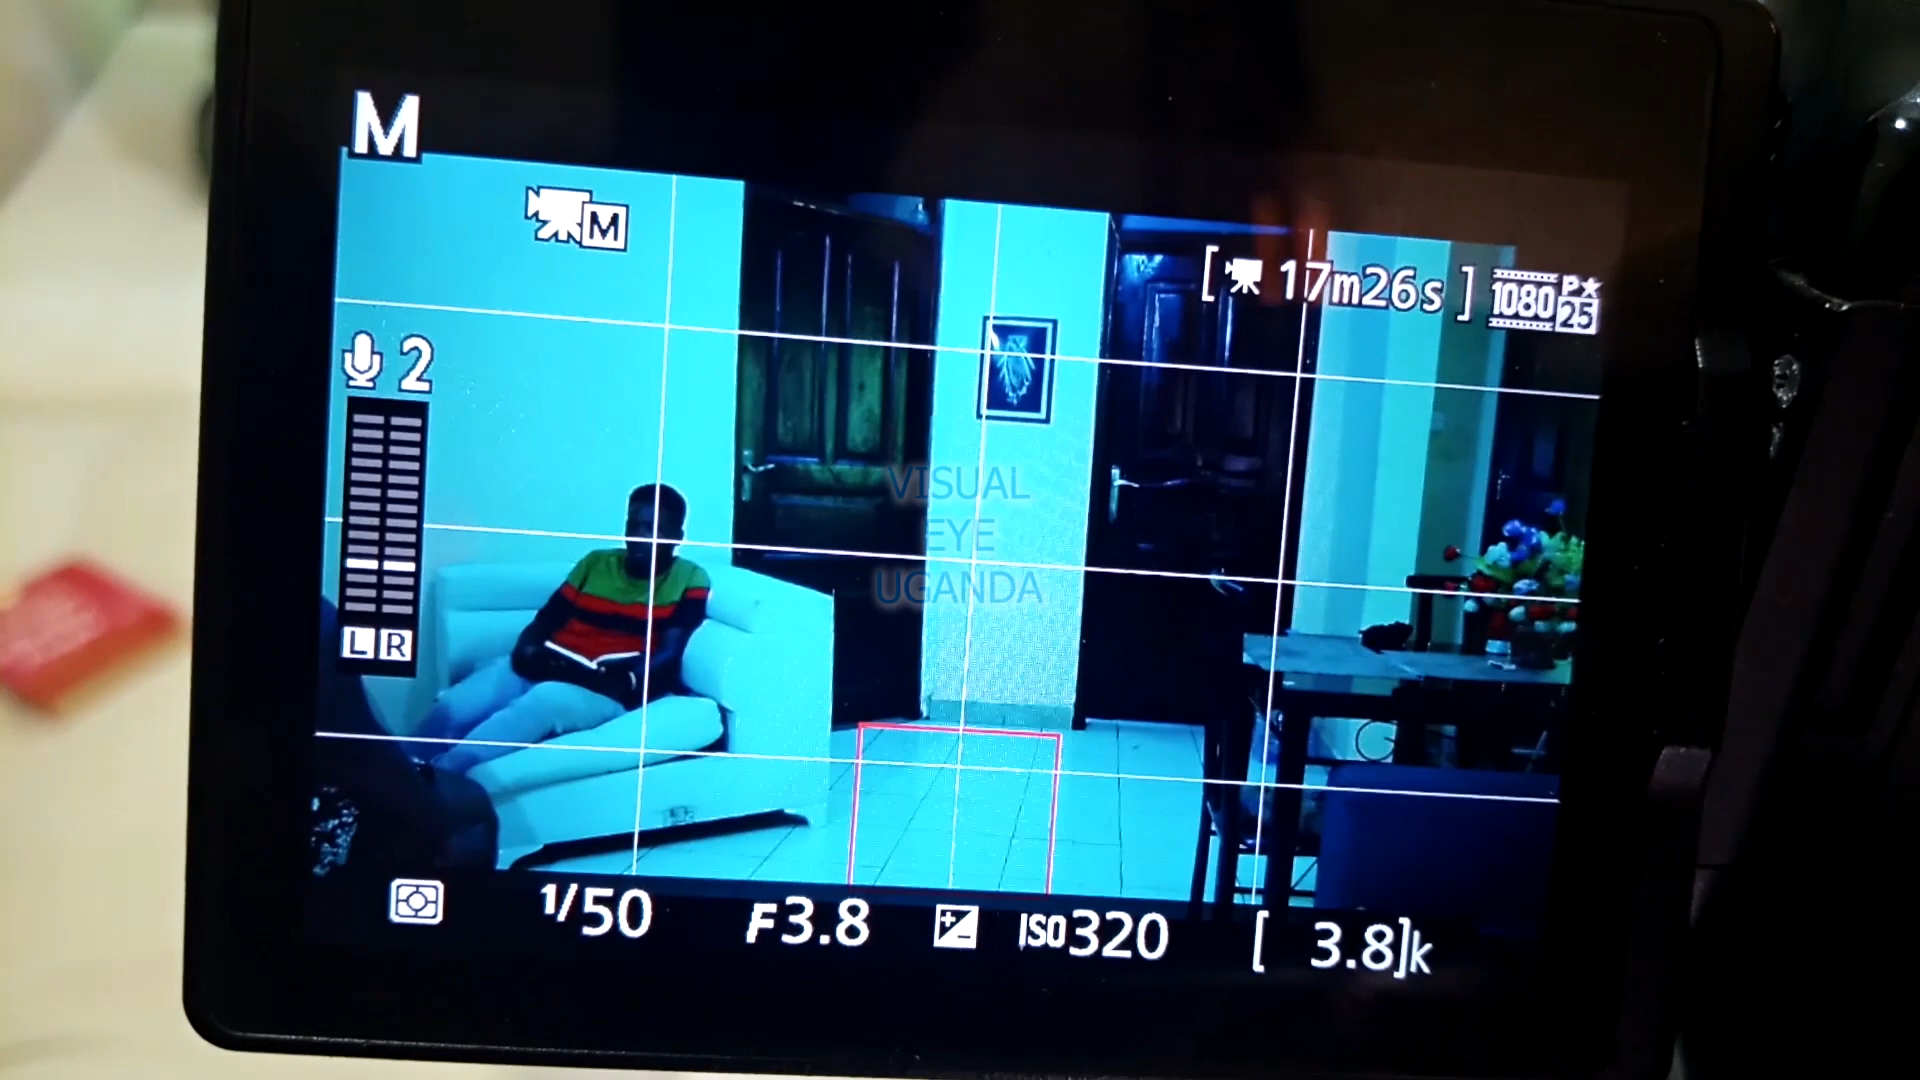 M
M
[ 17m26s ] 1080 P★ 25
2
VISUAL
EYE
UGANDA
L R
1/50 F3.8 ISO320 [ 3.8]k